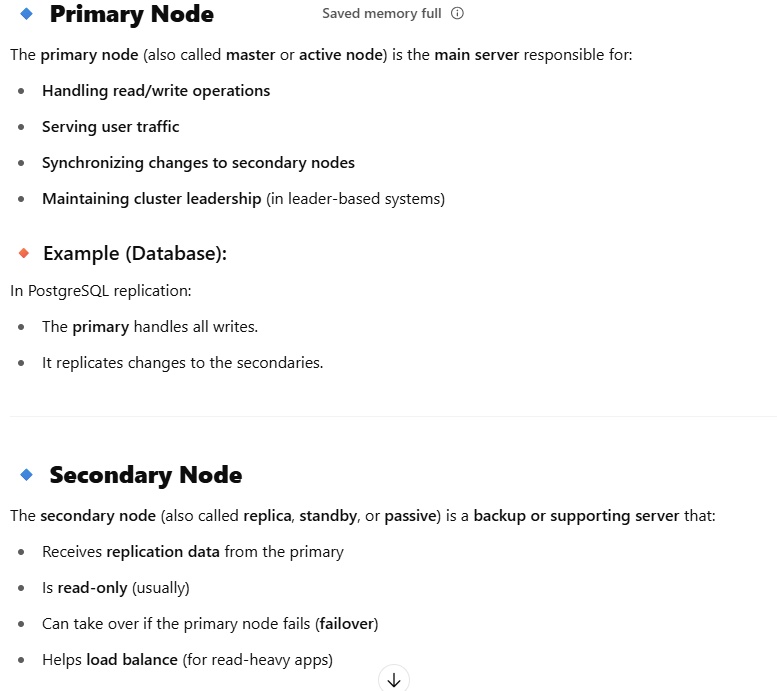 Primary Node
Saved memory full
The primary node (also called master or active node) is the main server responsible for:
Handling read/write operations
Serving user traffic
Synchronizing changes to secondary nodes
Maintaining cluster leadership (in leader-based systems)
Example (Database):
In PostgreSQL replication:
The primary handles all writes.
It replicates changes to the secondaries.
Secondary Node
The secondary node (also called replica, standby, or passive) is a backup or supporting server that:
Receives replication data from the primary
Is read-only (usually)
Can take over if the primary node fails (failover)
Helps load balance (for read-heavy apps)